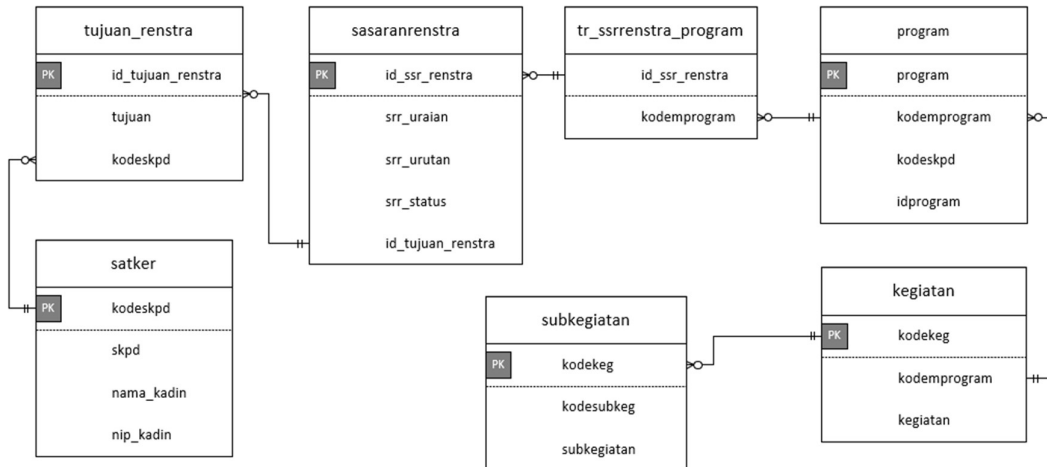 tujuan_renstra
PK id_tujuan_renstra
tujuan
kodeskpd
sasaranrenstra
PK id_ssr_renstra
srr_uraian
srr_urutan
srr_status
id_tujuan_renstra
tr_ssrrenstra_program
id_ssr_renstra
kodemprogram
program
PK program
kodemprogram
kodeskpd
idprogram
satker
PK kodeskpd
skpd
nama_kadin
nip_kadin
subkegiatan
PK kodekeg
kodesubkeg
subkegiatan
kegiatan
PK kodekeg
kodemprogram
kegiatan